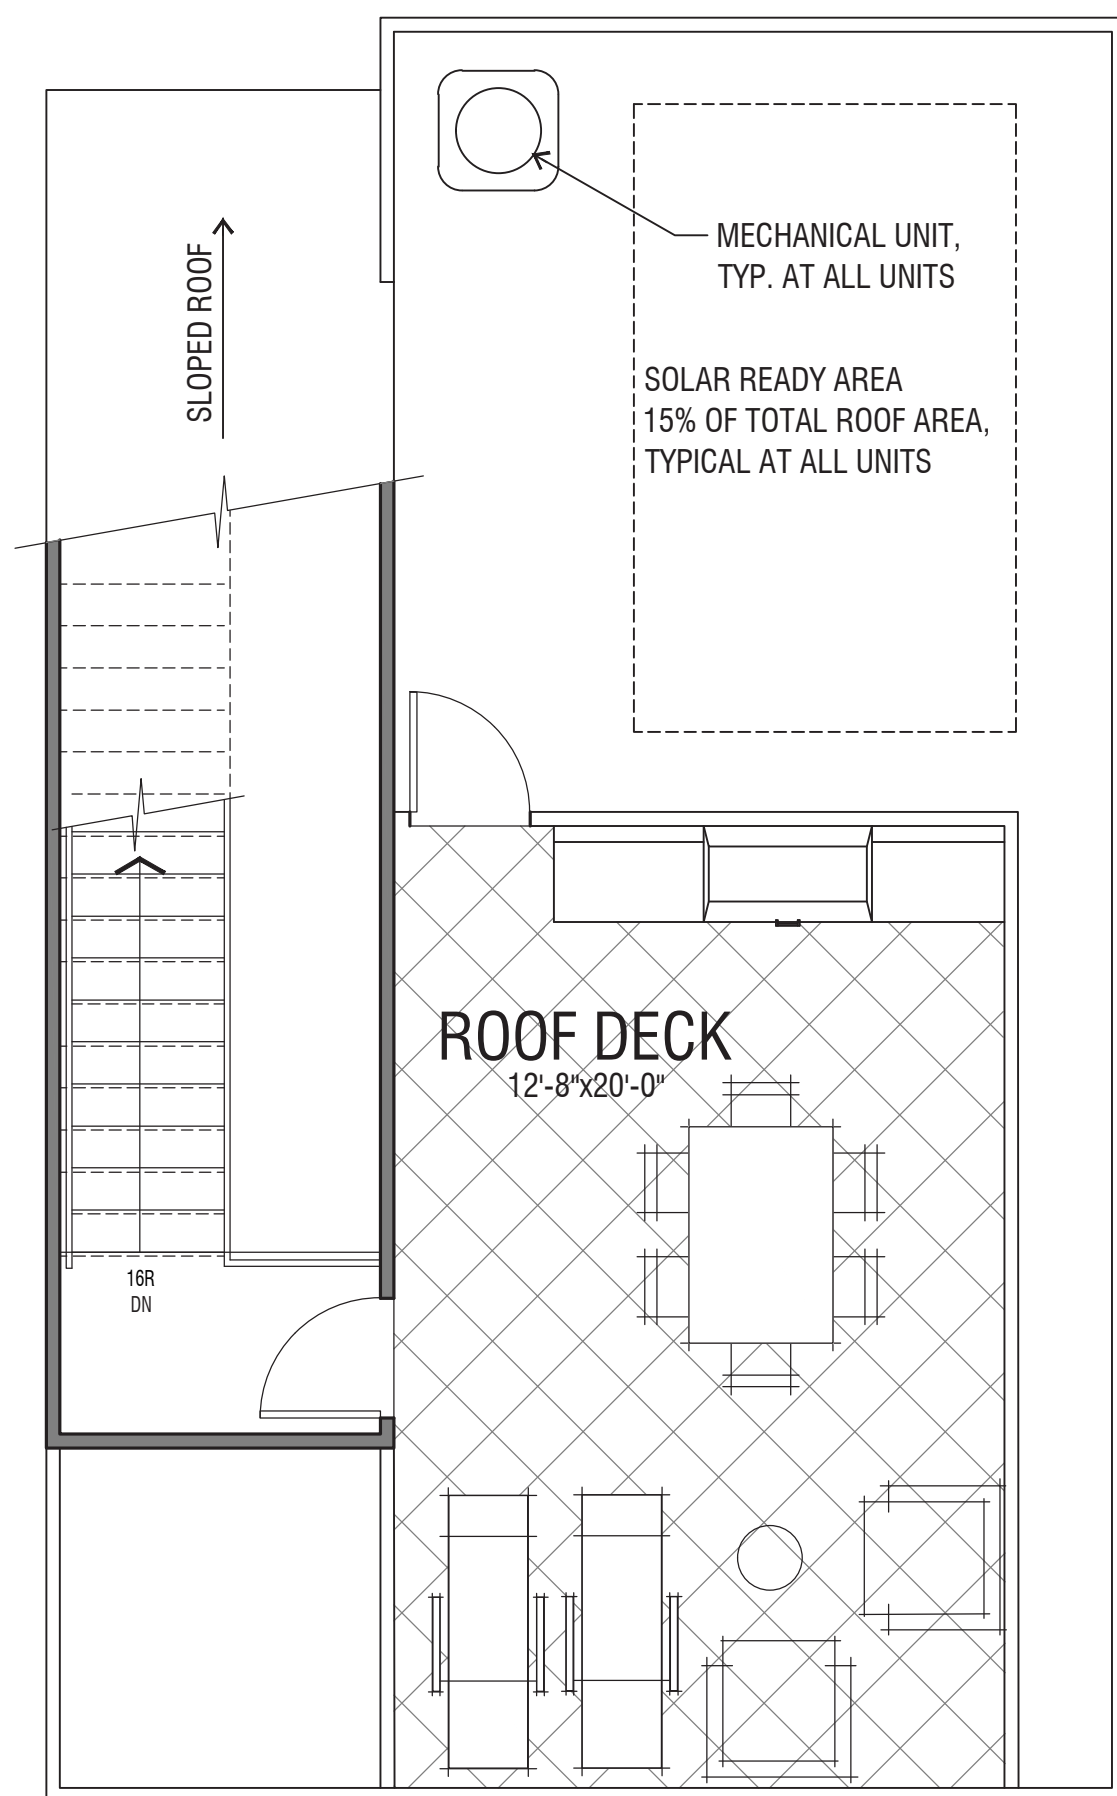 MECHANICAL UNIT,
TYP. AT ALL UNITS
SLOPED ROOF
SOLAR READY AREA
15% OF TOTAL ROOF AREA,
TYPICAL AT ALL UNITS
ROOF DECK
12'-8"x20'-0"
16R
DN